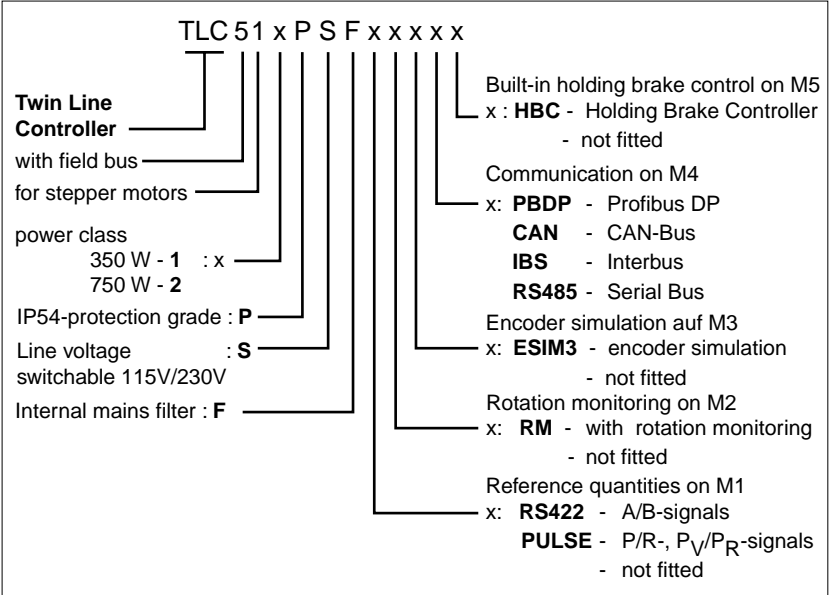 TLC 5 1 x P S F x x x x x
Twin Line
Controller
with field bus
for stepper motors
power class
350 W - 1 : x
750 W - 2
IP54-protection grade : P
Line voltage : S
switchable 115V/230V
Internal mains filter : F
Built-in holding brake control on M5
x : HBC - Holding Brake Controller
- not fitted
Communication on M4
x: PBDP - Profibus DP
CAN - CAN-Bus
IBS - Interbus
RS485 - Serial Bus
Encoder simulation auf M3
x: ESIM3 - encoder simulation
- not fitted
Rotation monitoring on M2
x: RM - with rotation monitoring
- not fitted
Reference quantities on M1
x: RS422 - A/B-signals
PULSE - P/R-, PV/PR-signals
- not fitted